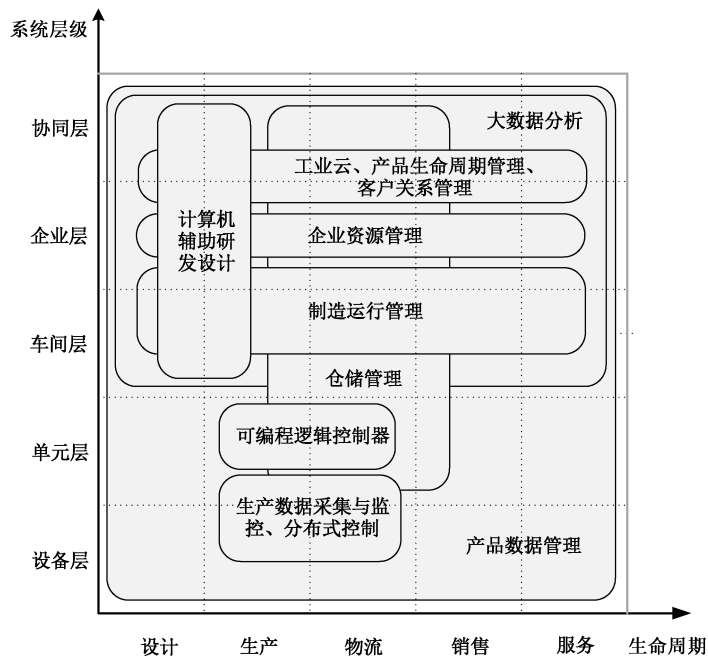 系统层级
协同层
大数据分析
工业云、产品生命周期管理、
客户关系管理
计算机
辅助研
发设计
企业层
企业资源管理
制造运行管理
车间层
仓储管理
可编程逻辑控制器
单元层
生产数据采集与监
控、分布式控制
产品数据管理
设备层
设计
生产
物流
销售
服务
生命周期